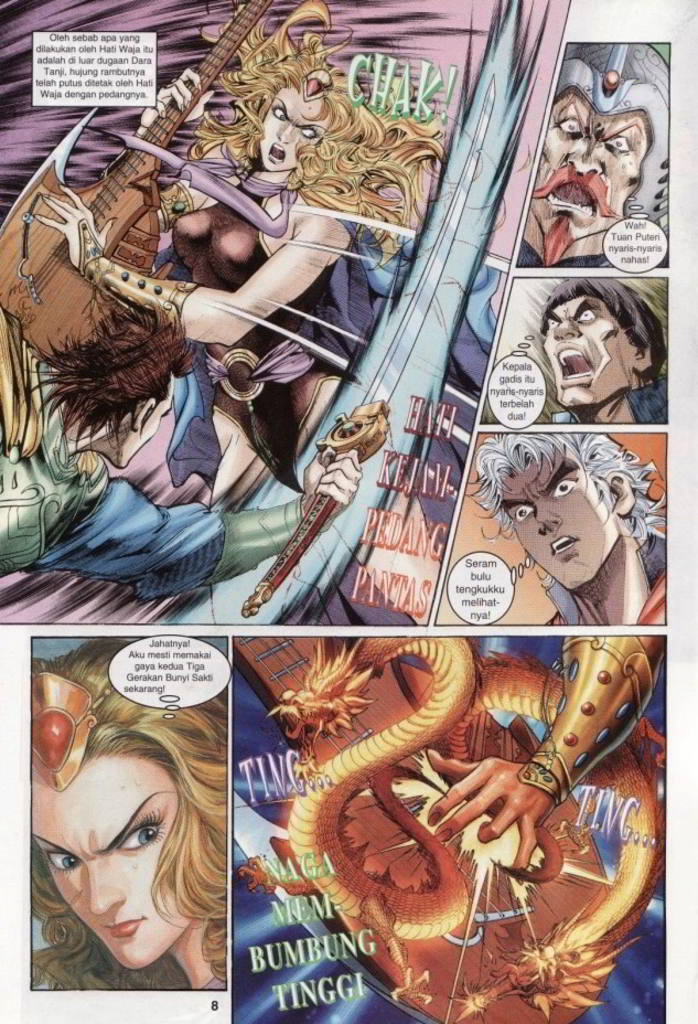 Oleh sebab apa yang
dilakukan oleh Hati Waja itu
adalah di luar dugaan Dara
Tanji, hujung rambutnya
telah putus ditetak oleh Hati
Waja dengan pedangnya.
CHAK!
Wah!
Tuan Puteri
nyaris-nyaris
nahas!
Kepala
gadis itu
nyaris-nyaris
terbelah
dua!
HATI
KEJAM-
PEDANG
PANTAS
Seram
bulu
tengkukku
melihat-
nya!
Jahatnya!
Aku mesti memakai
gaya kedua Tiga
Gerakan Bunyi Sakti
sekarang!
TING...
TING...
NAGA
MEM-
BUMBUNG
TINGGI
8